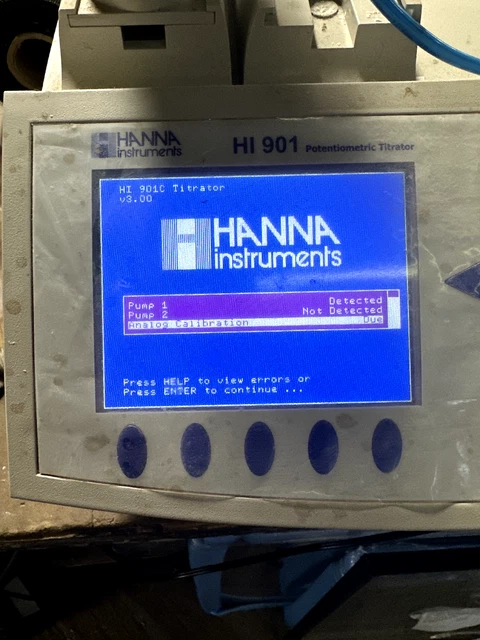 HANNA
instruments
HI 901 Potentiometric Titrator
HI 901C Titrator
v3.00
HANNA
instruments
Pump 1 Detected
Pump 2 Not Detected
Analog Calibration Due
Press HELP to view errors or
Press ENTER to continue ...